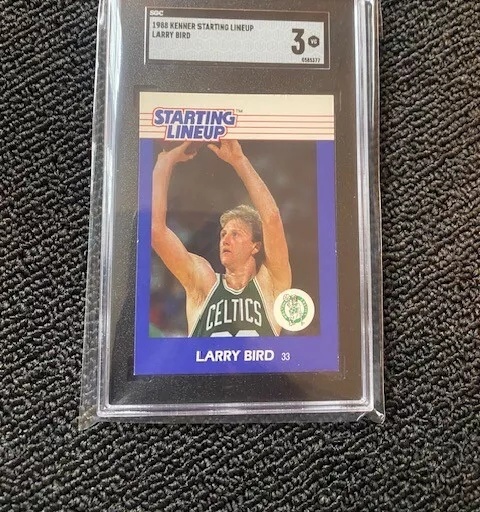 SGC
1988 KENNER STARTING LINEUP
LARRY BIRD
3 VG
STARTING
LINEUP
CELTICS
LARRY BIRD 33